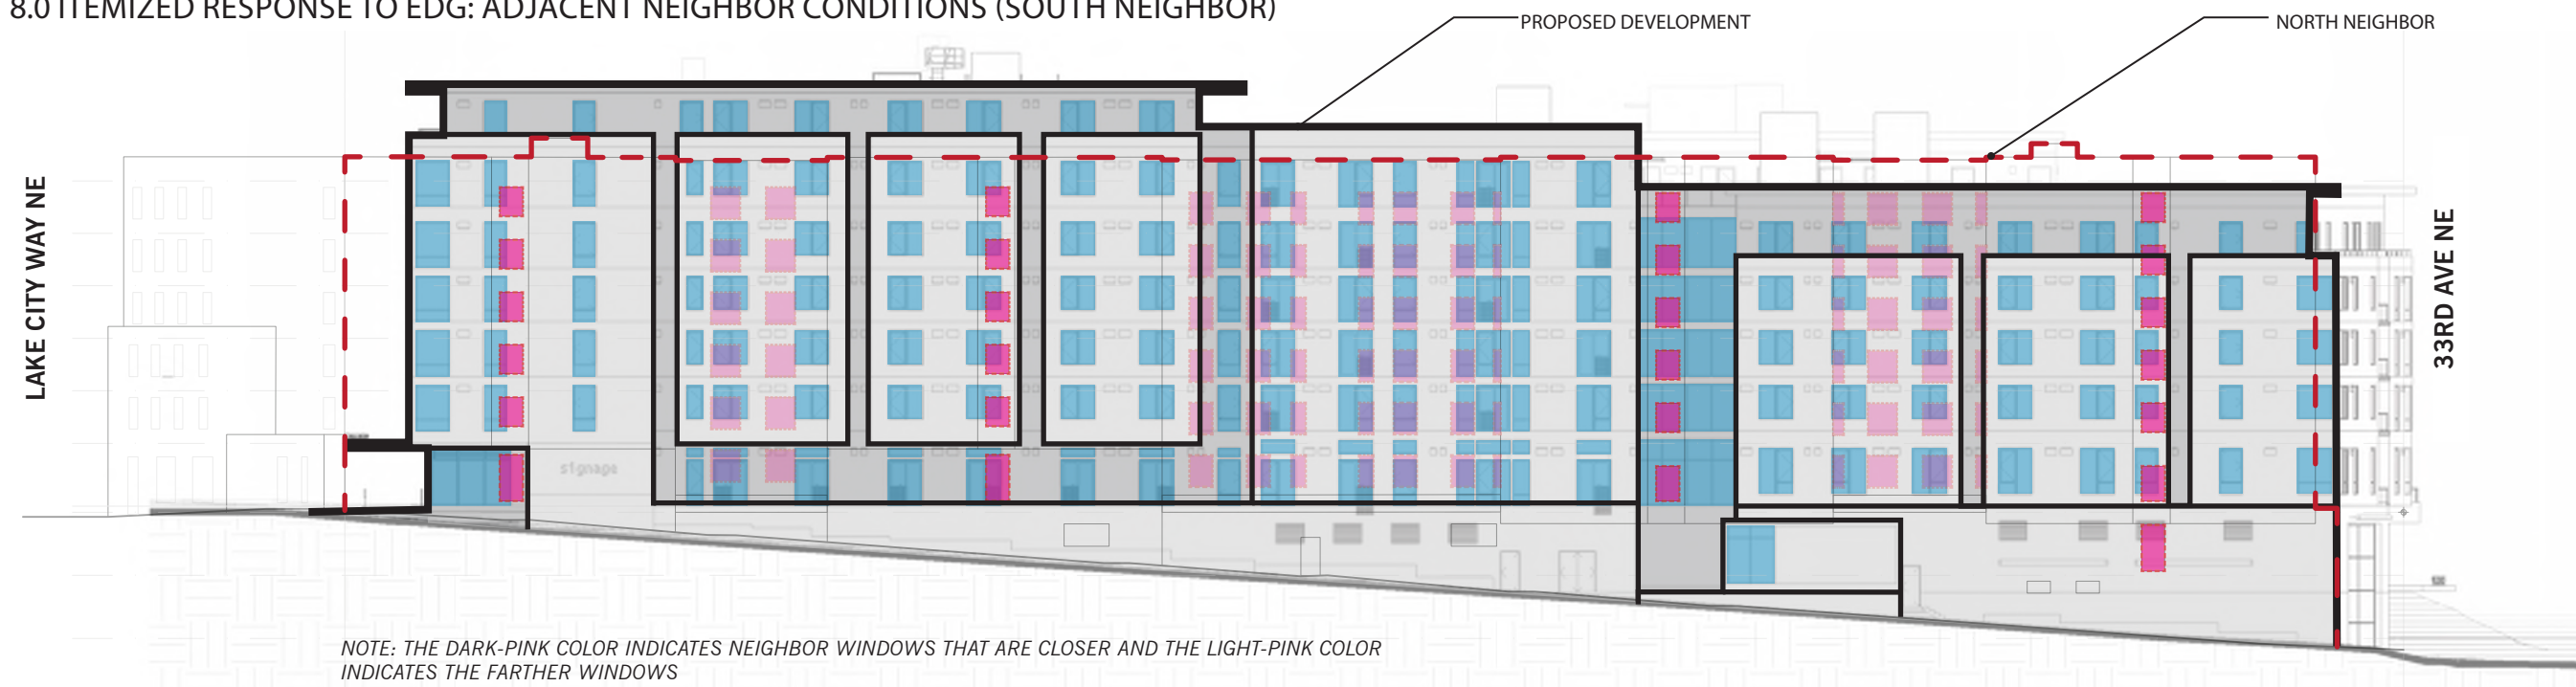 8.0 ITEMIZED RESPONSE TO EDG: ADJACENT NEIGHBOR CONDITIONS (SOUTH NEIGHBOR)
PROPOSED DEVELOPMENT
NORTH NEIGHBOR
LAKE CITY WAY NE
33RD AVE NE
signage
NOTE: THE DARK-PINK COLOR INDICATES NEIGHBOR WINDOWS THAT ARE CLOSER AND THE LIGHT-PINK COLOR
INDICATES THE FARTHER WINDOWS